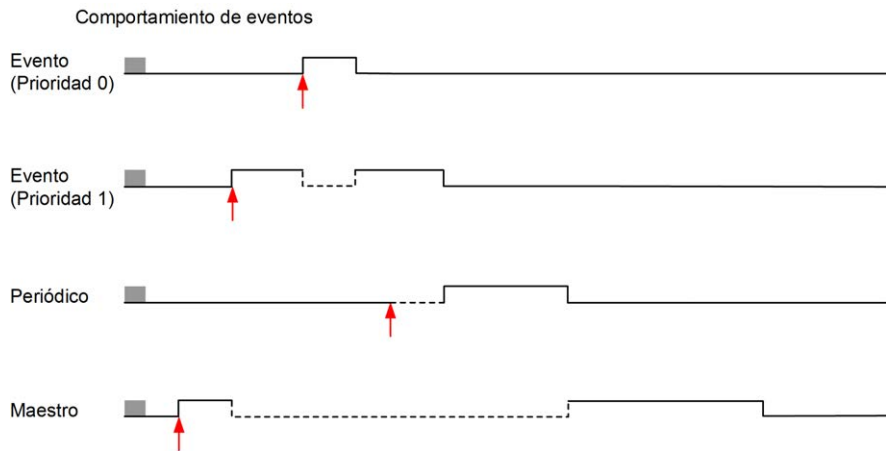 Comportamiento de eventos
Evento
(Prioridad 0)
Evento
(Prioridad 1)
Periódico
Maestro